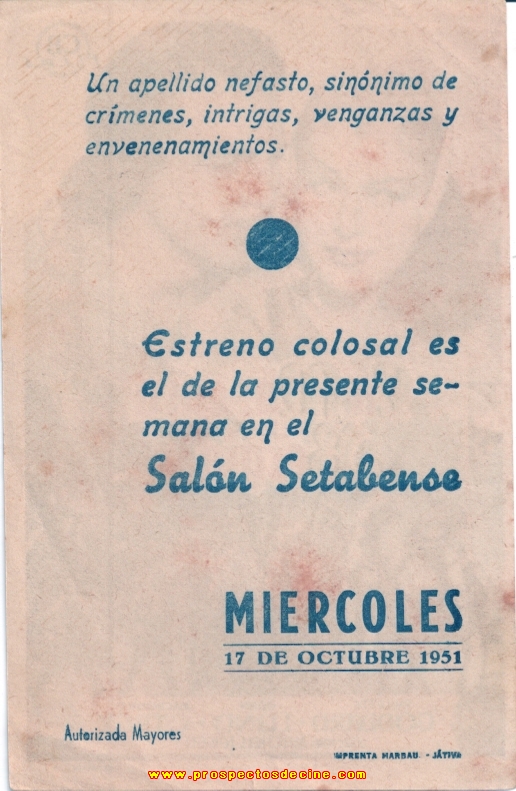 Un apellido nefasto, sinónimo de
crímenes, intrigas, venganzas y
envenenamientos.
Estreno colosal es
el de la presente se-
mana en el
Salón Setabense
MIERCOLES
17 DE OCTUBRE 1951
Autorizada Mayores
IMPRENTA MARBAU. - JÁTIVA
www.prospectosdecine.com